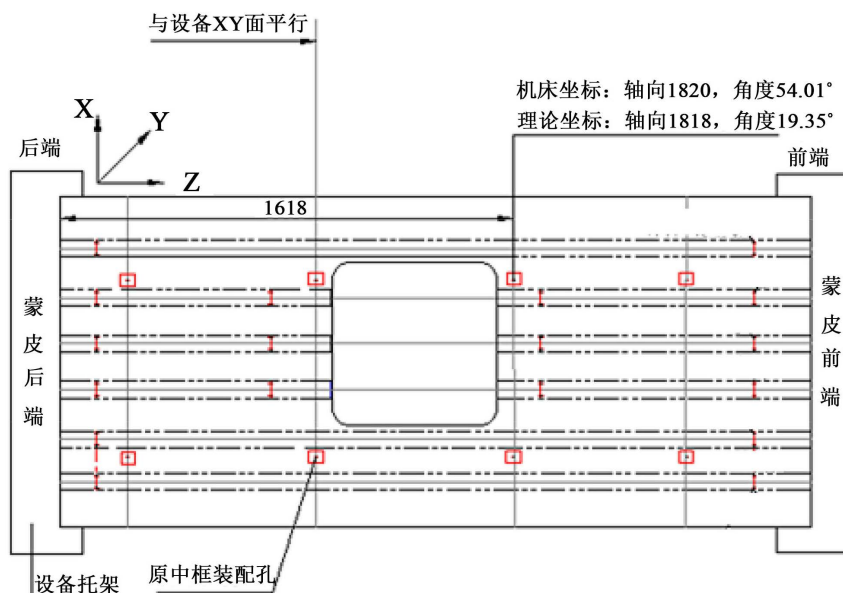 与设备XY面平行
机床坐标：轴向1820，角度54.01°
理论坐标：轴向1818，角度19.35°
X
Y
Z
后端
前端
1618
蒙皮后端
蒙皮前端
设备托架
原中框装配孔